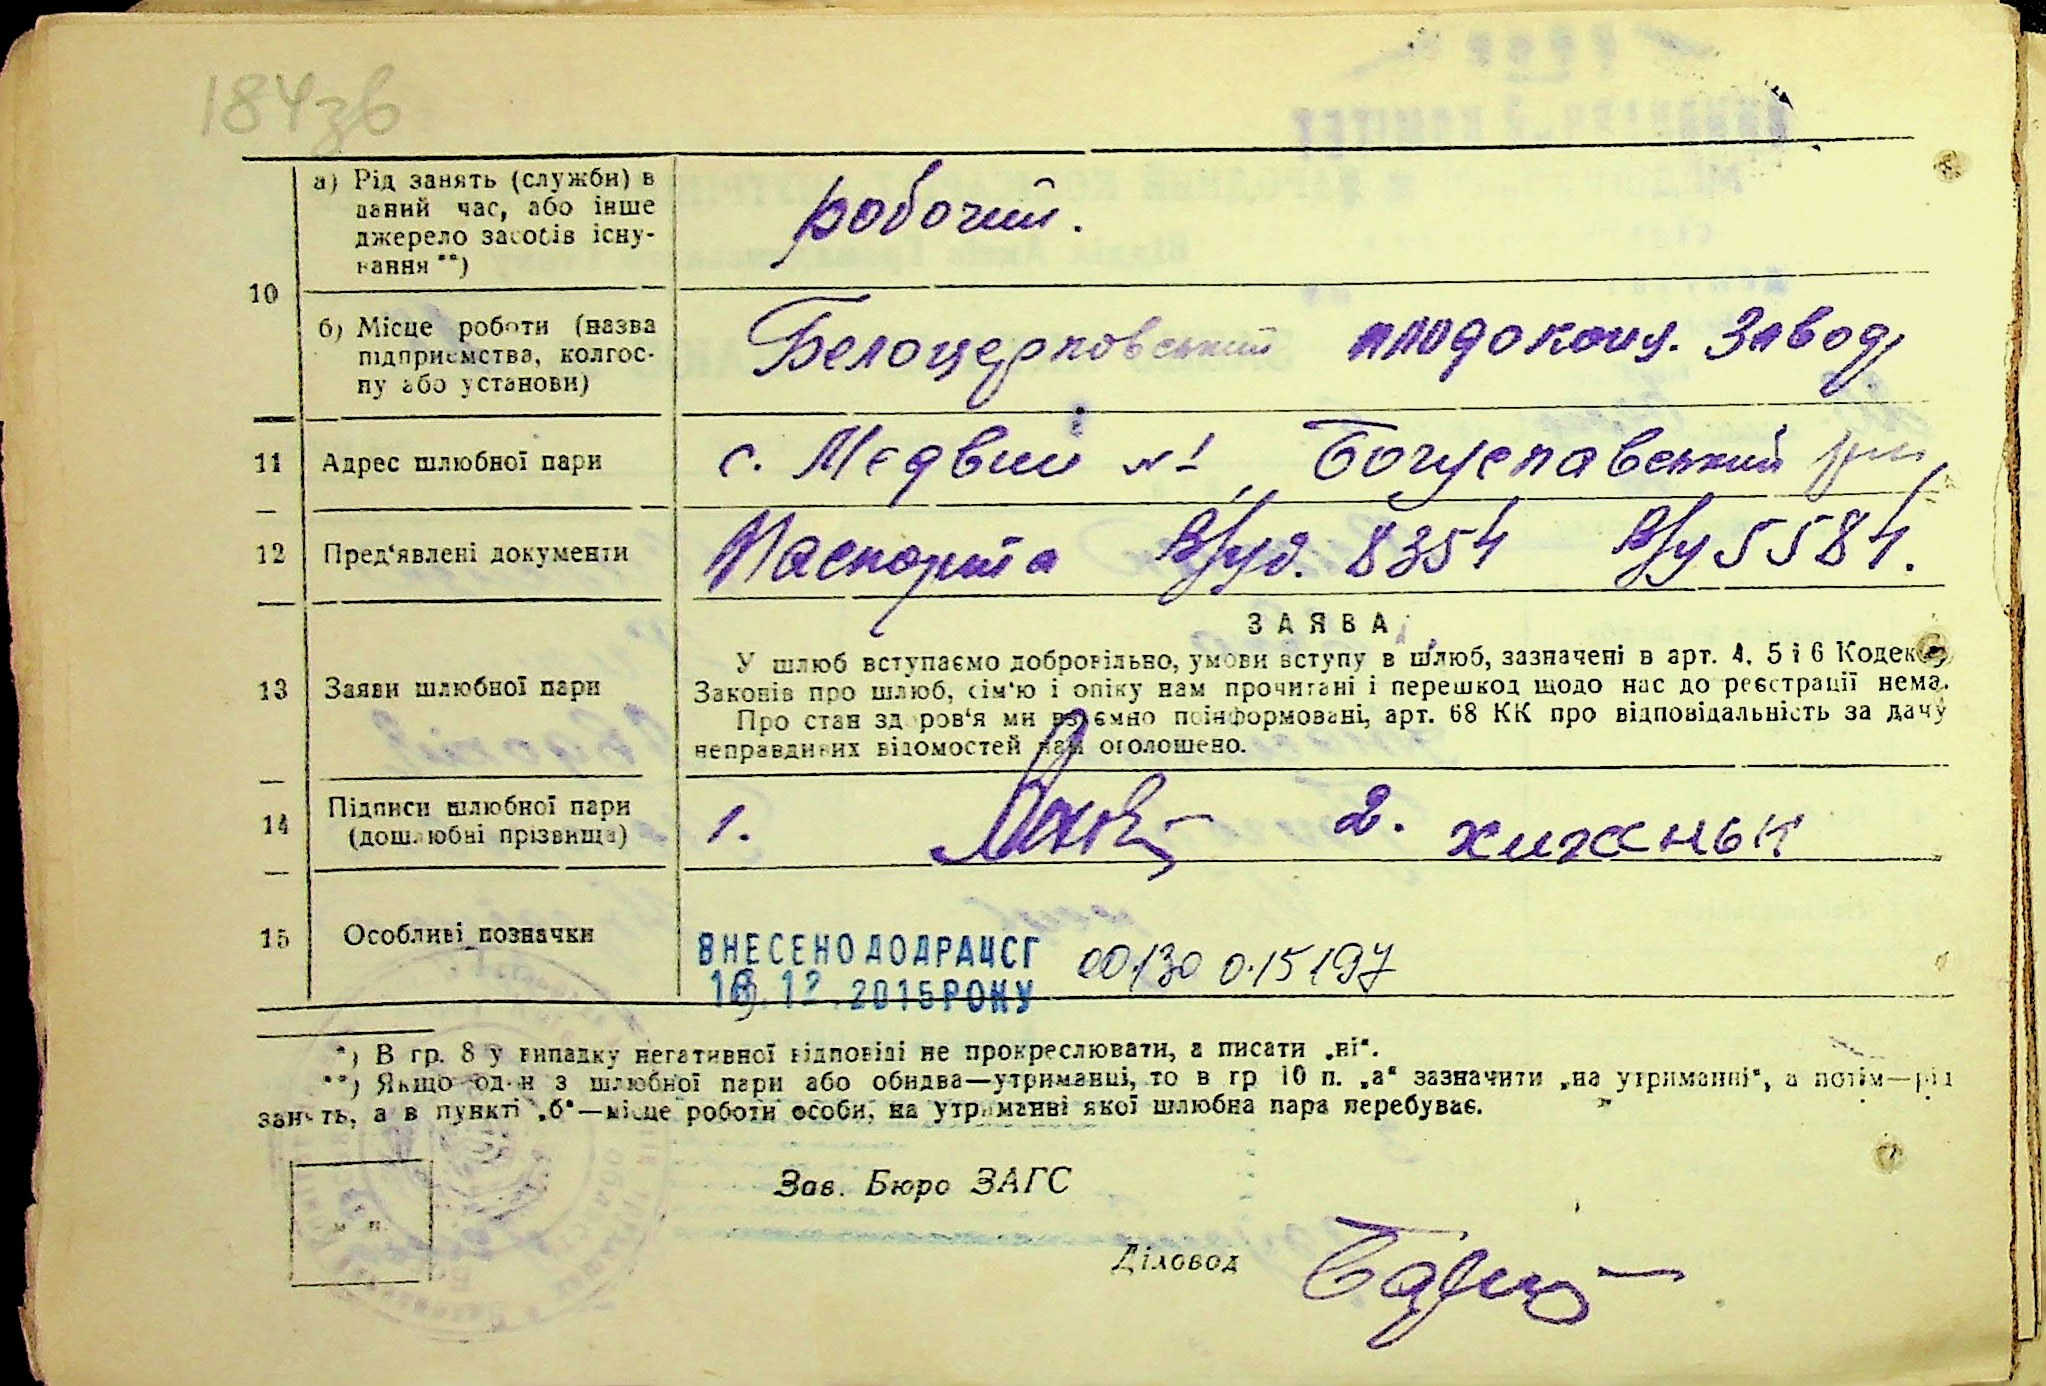 184зв
а) Рід занять (служби) в
даний час, або інше
джерело засобів існу-
вання **)
робочий.
10
б) Місце роботи (назва
підприємства, колгос-
пу або установи)
Белоцерковський плодоконц. завод
11 Адрес шлюбної пари с. Медвин №1 Богуславський
12 Пред'явлені документи Паспорта 8354 5584.
ЗАЯВА
13 Заяви шлюбної пари
У шлюб вступаємо добровільно, умови вступу в шлюб, зазначені в арт. 4, 5 і 6 Кодексу
Законів про шлюб, сім'ю і опіку нам прочитані і перешкод щодо нас до реєстрації нема.
Про стан здоров'я ми взаємно поінформовані, арт. 68 КК про відповідальність за дачу
неправдивих відомостей нам оголошено.
14 Підписи шлюбної пари
(дошлюбні прізвища)
1. 2. хижнык
15 Особливі позначки
ВНЕСЕНО ДО ДРАЦСГ
12.2015 РОКУ
00130015197
*) В гр. 8 у випадку негативної відповіді не прокреслювати, а писати „ні“.
**) Якщо один з шлюбної пари або обидва—утриманці, то в гр 10 п. „а“ зазначити „на утриманні“, а потім—рід
занять, а в пункті „б“—місце роботи особи, на утриманні якої шлюбна пара перебуває.
м п.
Зав. Бюро ЗАГС
Діловод